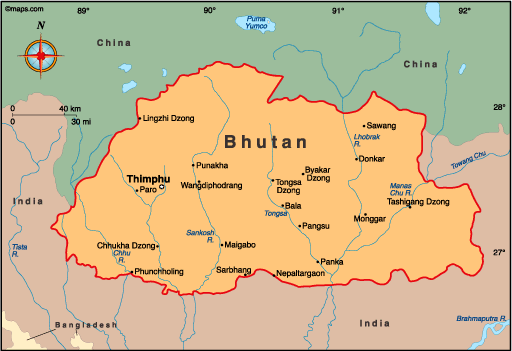 ©maps.com
89°
90°
91°
92°
Puma
Yumco
China
China
N
0
40 km
0
30 mi
28°
Lingzhi Dzong
Sawang
Bhutan
Lhobrak
R.
Towang Chu
Punakha
Donkar
Thimphu
Paro
Wangdiphodrang
Byakar
Dzong
Tongsa
Dzong
Manas
Chu R.
Tashigang Dzong
India
Bala
Tongsa
Monggar
Pangsu
Sankosh
R.
Tista
R.
Chhukha Dzong
Chhu
R.
Maigabo
27°
Phunchholing
Sarbhang
Panka
Nepaltargaon
Bangladesh
India
Brahmaputra R.